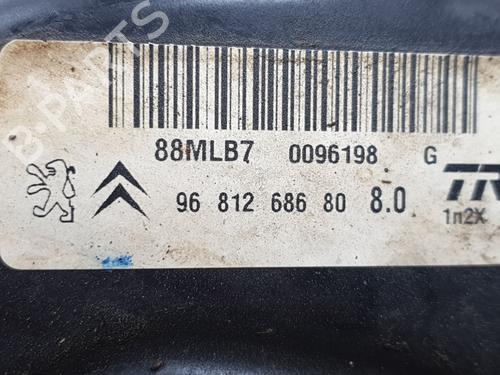 88MLB7 0096198 G
96 812 686 80 8.0
TR
1n2X
B-PARTS